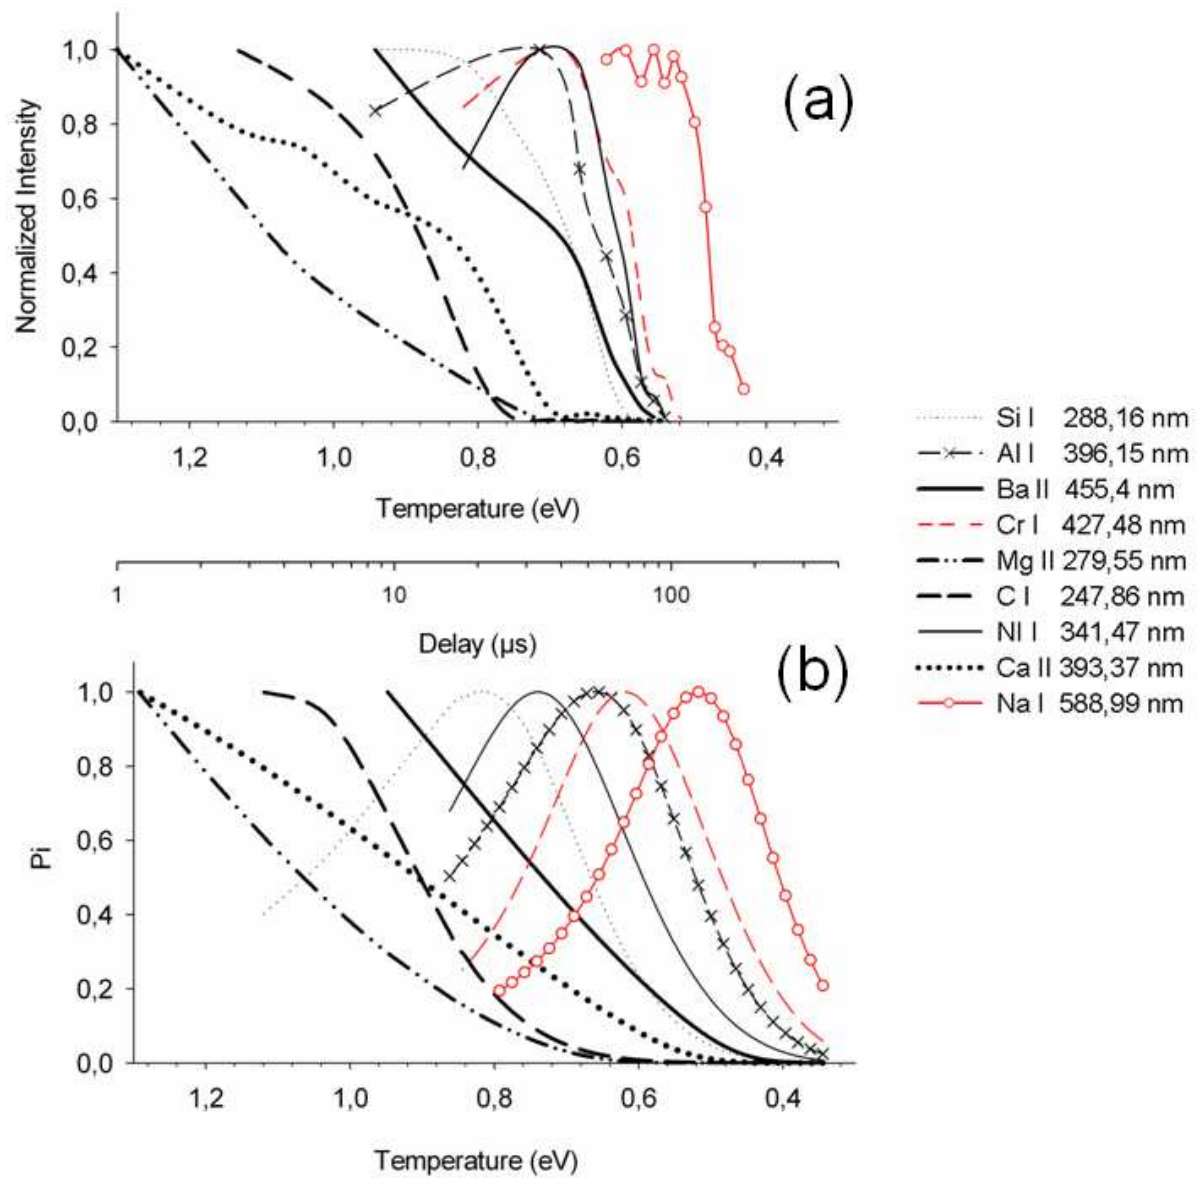 (a)
Normalized Intensity
1,0
0,8
0,6
0,4
0,2
0,0
1,2 1,0 0,8 0,6 0,4
Temperature (eV)
1 10 100
Delay (µs)
Si I 288,16 nm
Al I 396,15 nm
Ba II 455,4 nm
Cr I 427,48 nm
Mg II 279,55 nm
C I 247,86 nm
NI I 341,47 nm
Ca II 393,37 nm
Na I 588,99 nm
(b)
Pi
1,0
0,8
0,6
0,4
0,2
0,0
1,2 1,0 0,8 0,6 0,4
Temperature (eV)